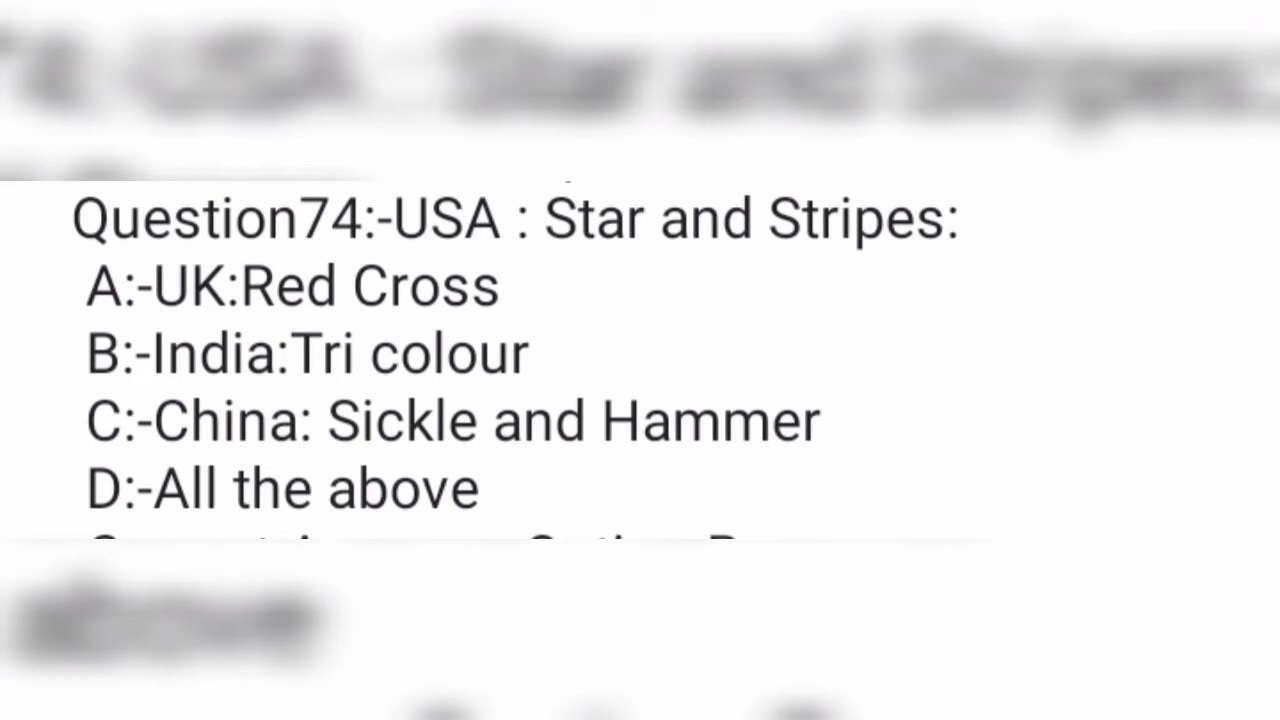 Question74:-USA : Star and Stripes:
A:-UK:Red Cross
B:-India:Tri colour
C:-China: Sickle and Hammer
D:-All the above